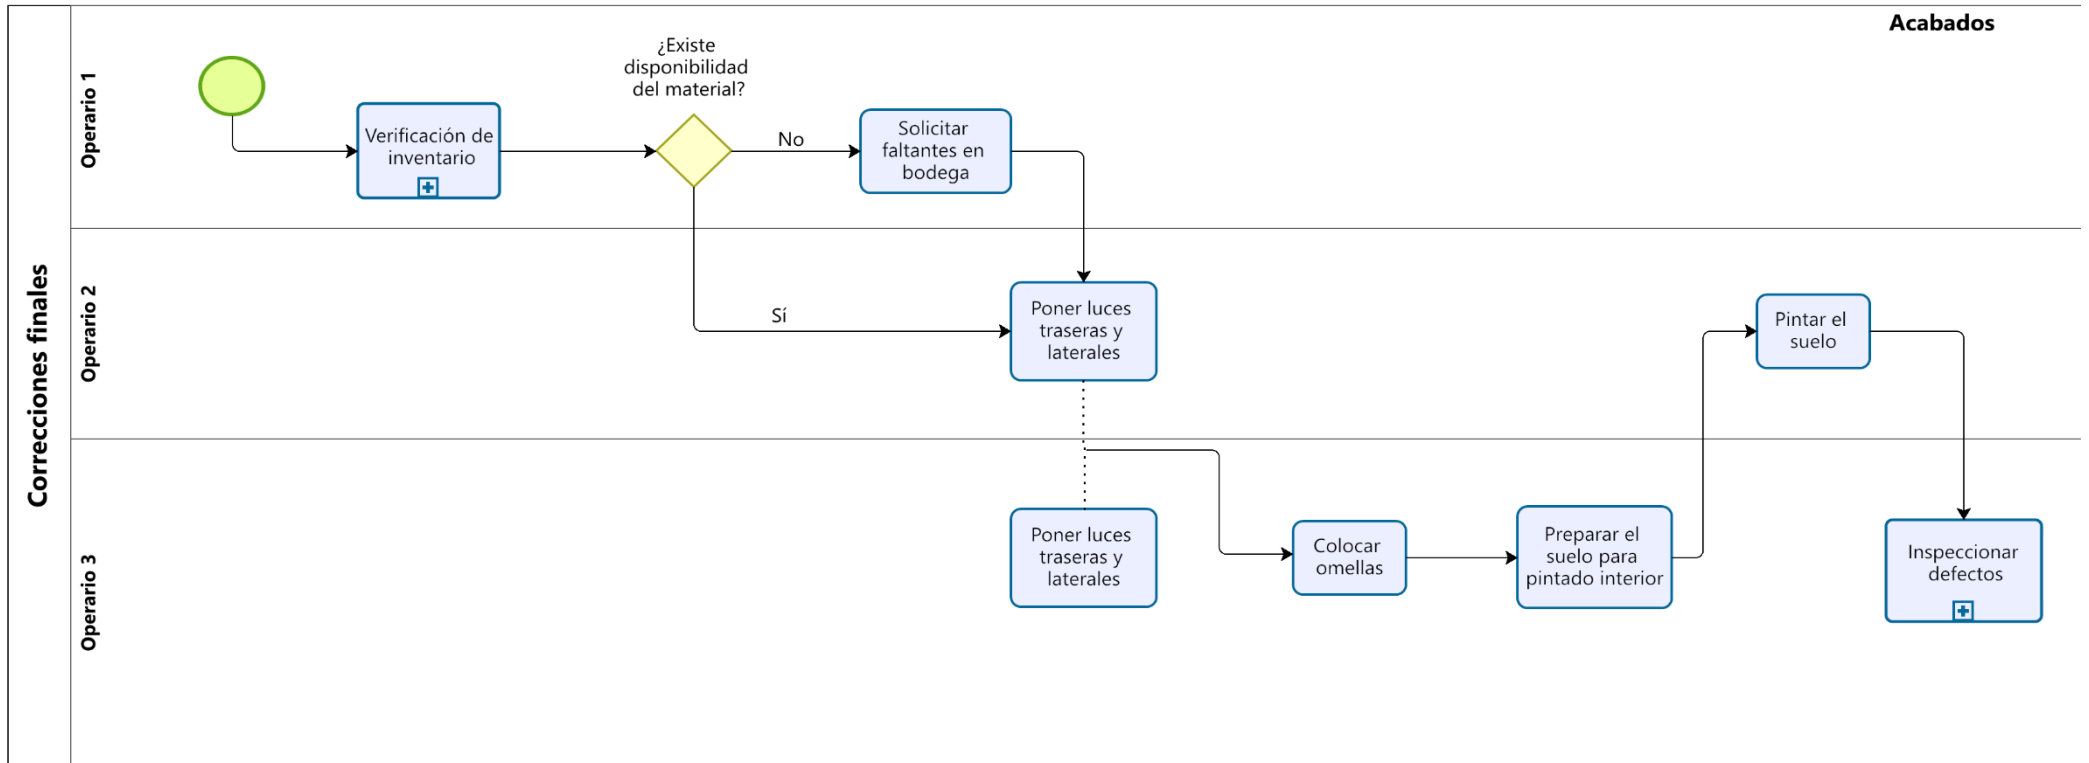 Correcciones finales
Acabados
Operario 1
¿Existe
disponibilidad
del material?
Verificación de
inventario
No
Solicitar
faltantes en
bodega
Operario 2
Sí
Poner luces
traseras y
laterales
Pintar el
suelo
Operario 3
Poner luces
traseras y
laterales
Colocar
omellas
Preparar el
suelo para
pintado interior
Inspeccionar
defectos